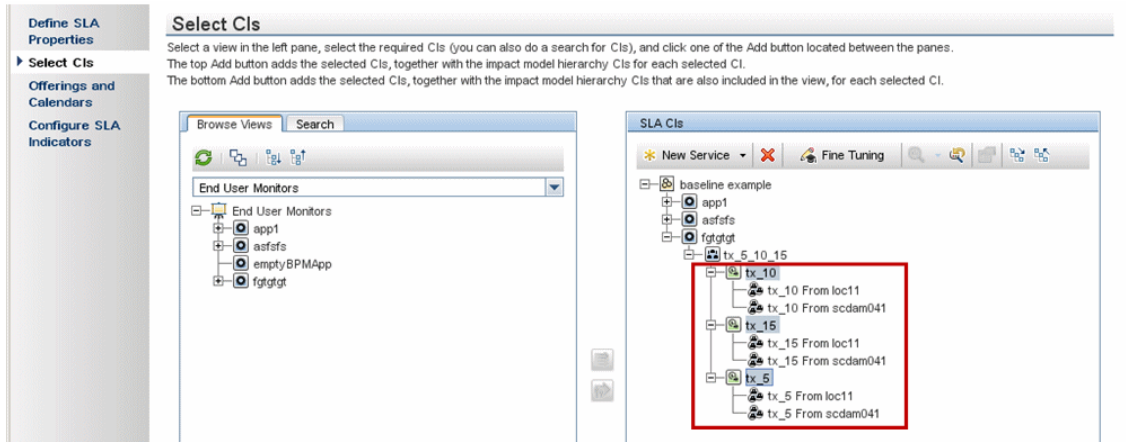 Define SLA
Properties
Select CIs
Offerings and
Calendars
Configure SLA
Indicators
Select CIs
Select a view in the left pane, select the required CIs (you can also do a search for CIs), and click one of the Add button located between the panes.
The top Add button adds the selected CIs, together with the impact model hierarchy CIs for each selected CI.
The bottom Add button adds the selected CIs, together with the impact model hierarchy CIs that are also included in the view, for each selected CI.
Browse Views
Search
End User Monitors
End User Monitors
app1
asfsfs
emptyBPMApp
fgtgtgt
SLA CIs
New Service
Fine Tuning
baseline example
app1
asfsfs
fgtgtgt
tx_5_10_15
tx_10
tx_10 From loc11
tx_10 From scdam041
tx_15
tx_15 From loc11
tx_15 From scdam041
tx_5
tx_5 From loc11
tx_5 From scdam041